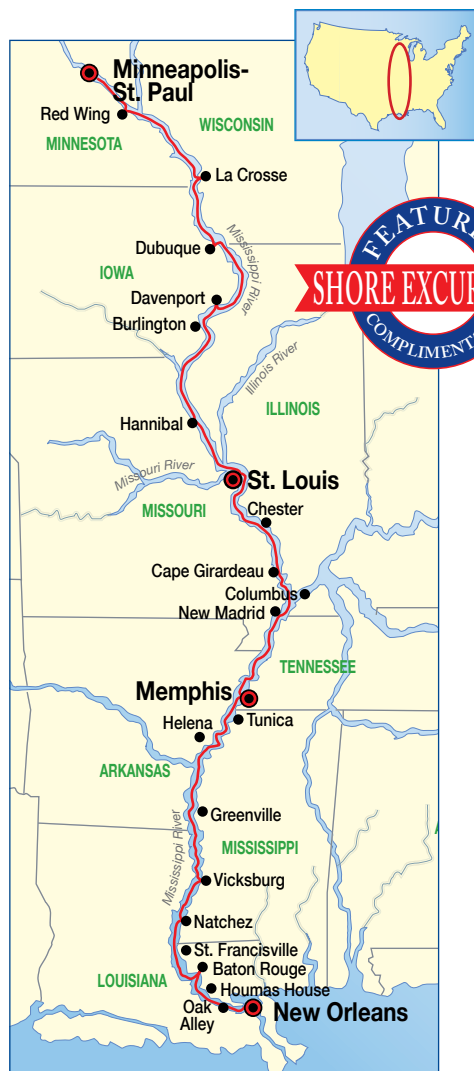 Minneapolis-
St. Paul
Red Wing
WISCONSIN
MINNESOTA
La Crosse
Mississippi River
Dubuque
IOWA
Davenport
Burlington
FEATURE
SHORE EXCUR
COMPLIMENT
Illinois River
ILLINOIS
Hannibal
Missouri River
St. Louis
MISSOURI
Chester
Cape Girardeau
Columbus
New Madrid
TENNESSEE
Memphis
Helena
Tunica
ARKANSAS
Mississippi River
Greenville
MISSISSIPPI
Vicksburg
Natchez
St. Francisville
Baton Rouge
LOUISIANA
Houmas House
Oak
Alley
New Orleans